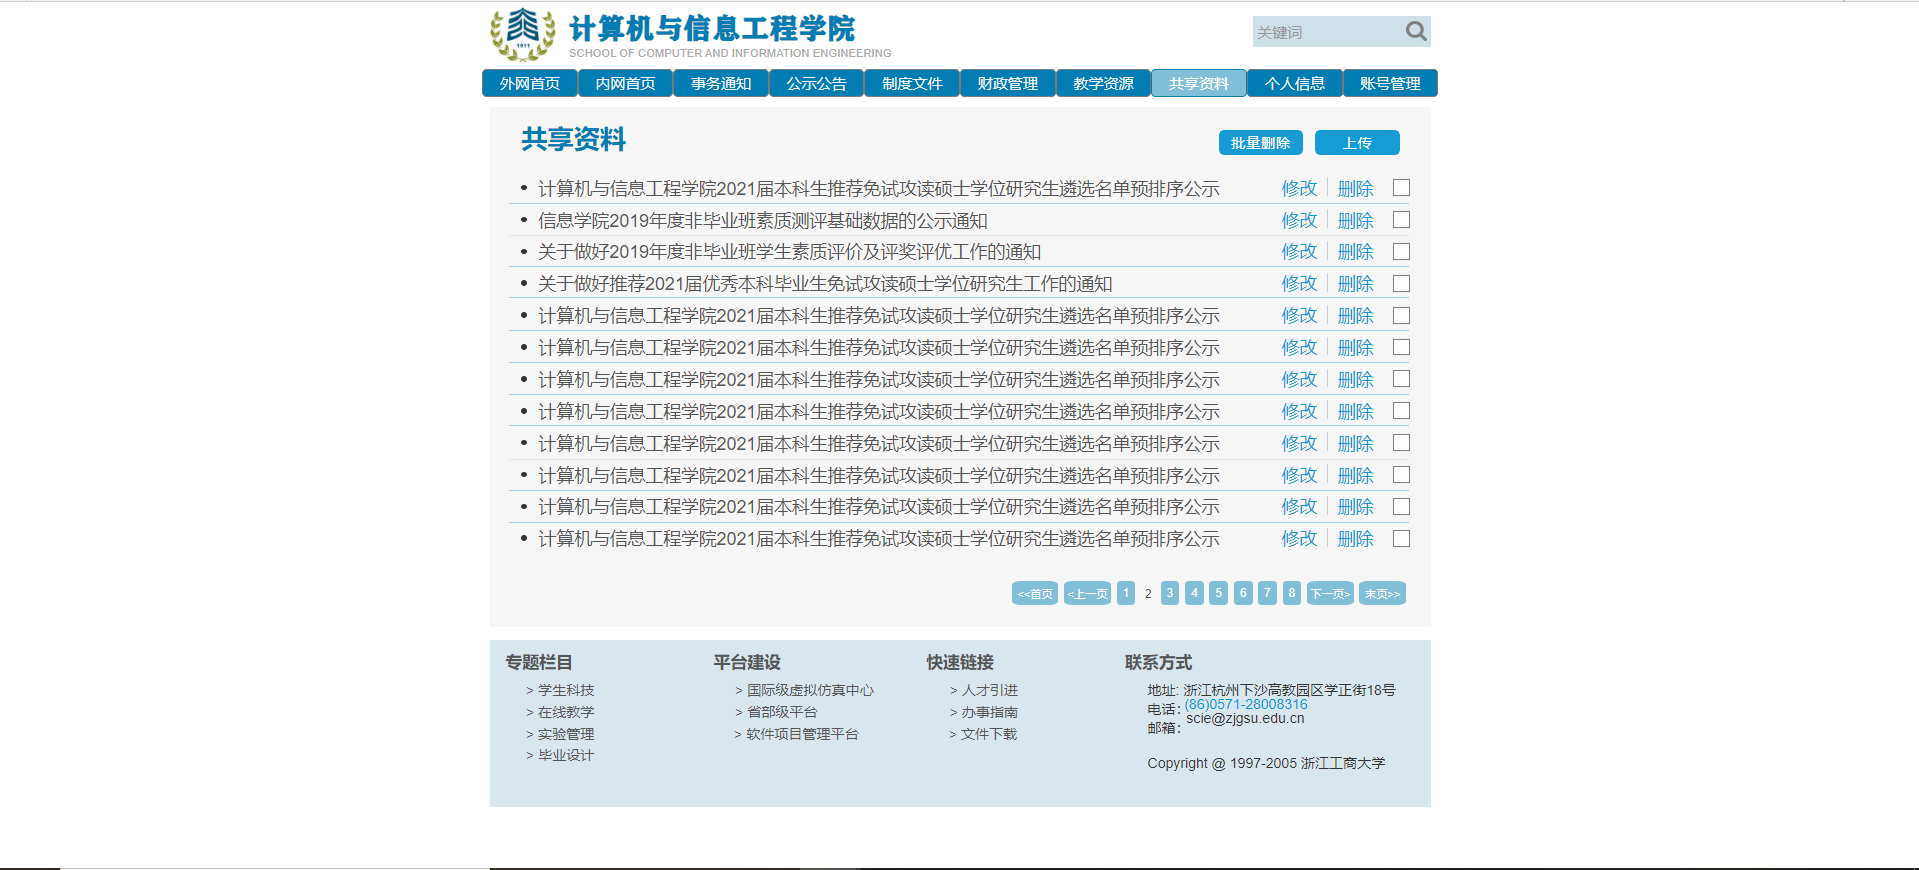 1911
计算机与信息工程学院
SCHOOL OF COMPUTER AND INFORMATION ENGINEERING
关键词
外网首页 内网首页 事务通知 公示公告 制度文件 财政管理 教学资源 共享资料 个人信息 账号管理
共享资料 批量删除 上传
• 计算机与信息工程学院2021届本科生推荐免试攻读硕士学位研究生遴选名单预排序公示 修改 删除
• 信息学院2019年度非毕业班素质测评基础数据的公示通知 修改 删除
• 关于做好2019年度非毕业班学生素质评价及评奖评优工作的通知 修改 删除
• 关于做好推荐2021届优秀本科毕业生免试攻读硕士学位研究生工作的通知 修改 删除
• 计算机与信息工程学院2021届本科生推荐免试攻读硕士学位研究生遴选名单预排序公示 修改 删除
• 计算机与信息工程学院2021届本科生推荐免试攻读硕士学位研究生遴选名单预排序公示 修改 删除
• 计算机与信息工程学院2021届本科生推荐免试攻读硕士学位研究生遴选名单预排序公示 修改 删除
• 计算机与信息工程学院2021届本科生推荐免试攻读硕士学位研究生遴选名单预排序公示 修改 删除
• 计算机与信息工程学院2021届本科生推荐免试攻读硕士学位研究生遴选名单预排序公示 修改 删除
• 计算机与信息工程学院2021届本科生推荐免试攻读硕士学位研究生遴选名单预排序公示 修改 删除
• 计算机与信息工程学院2021届本科生推荐免试攻读硕士学位研究生遴选名单预排序公示 修改 删除
• 计算机与信息工程学院2021届本科生推荐免试攻读硕士学位研究生遴选名单预排序公示 修改 删除
<<首页 <上一页 1 2 3 4 5 6 7 8 下一页> 末页>>
专题栏目
> 学生科技
> 在线教学
> 实验管理
> 毕业设计
平台建设
> 国际级虚拟仿真中心
> 省部级平台
> 软件项目管理平台
快速链接
> 人才引进
> 办事指南
> 文件下载
联系方式
地址: 浙江杭州下沙高教园区学正街18号
电话: (86)0571-28008316
邮箱: scie@zjgsu.edu.cn
Copyright @ 1997-2005 浙江工商大学